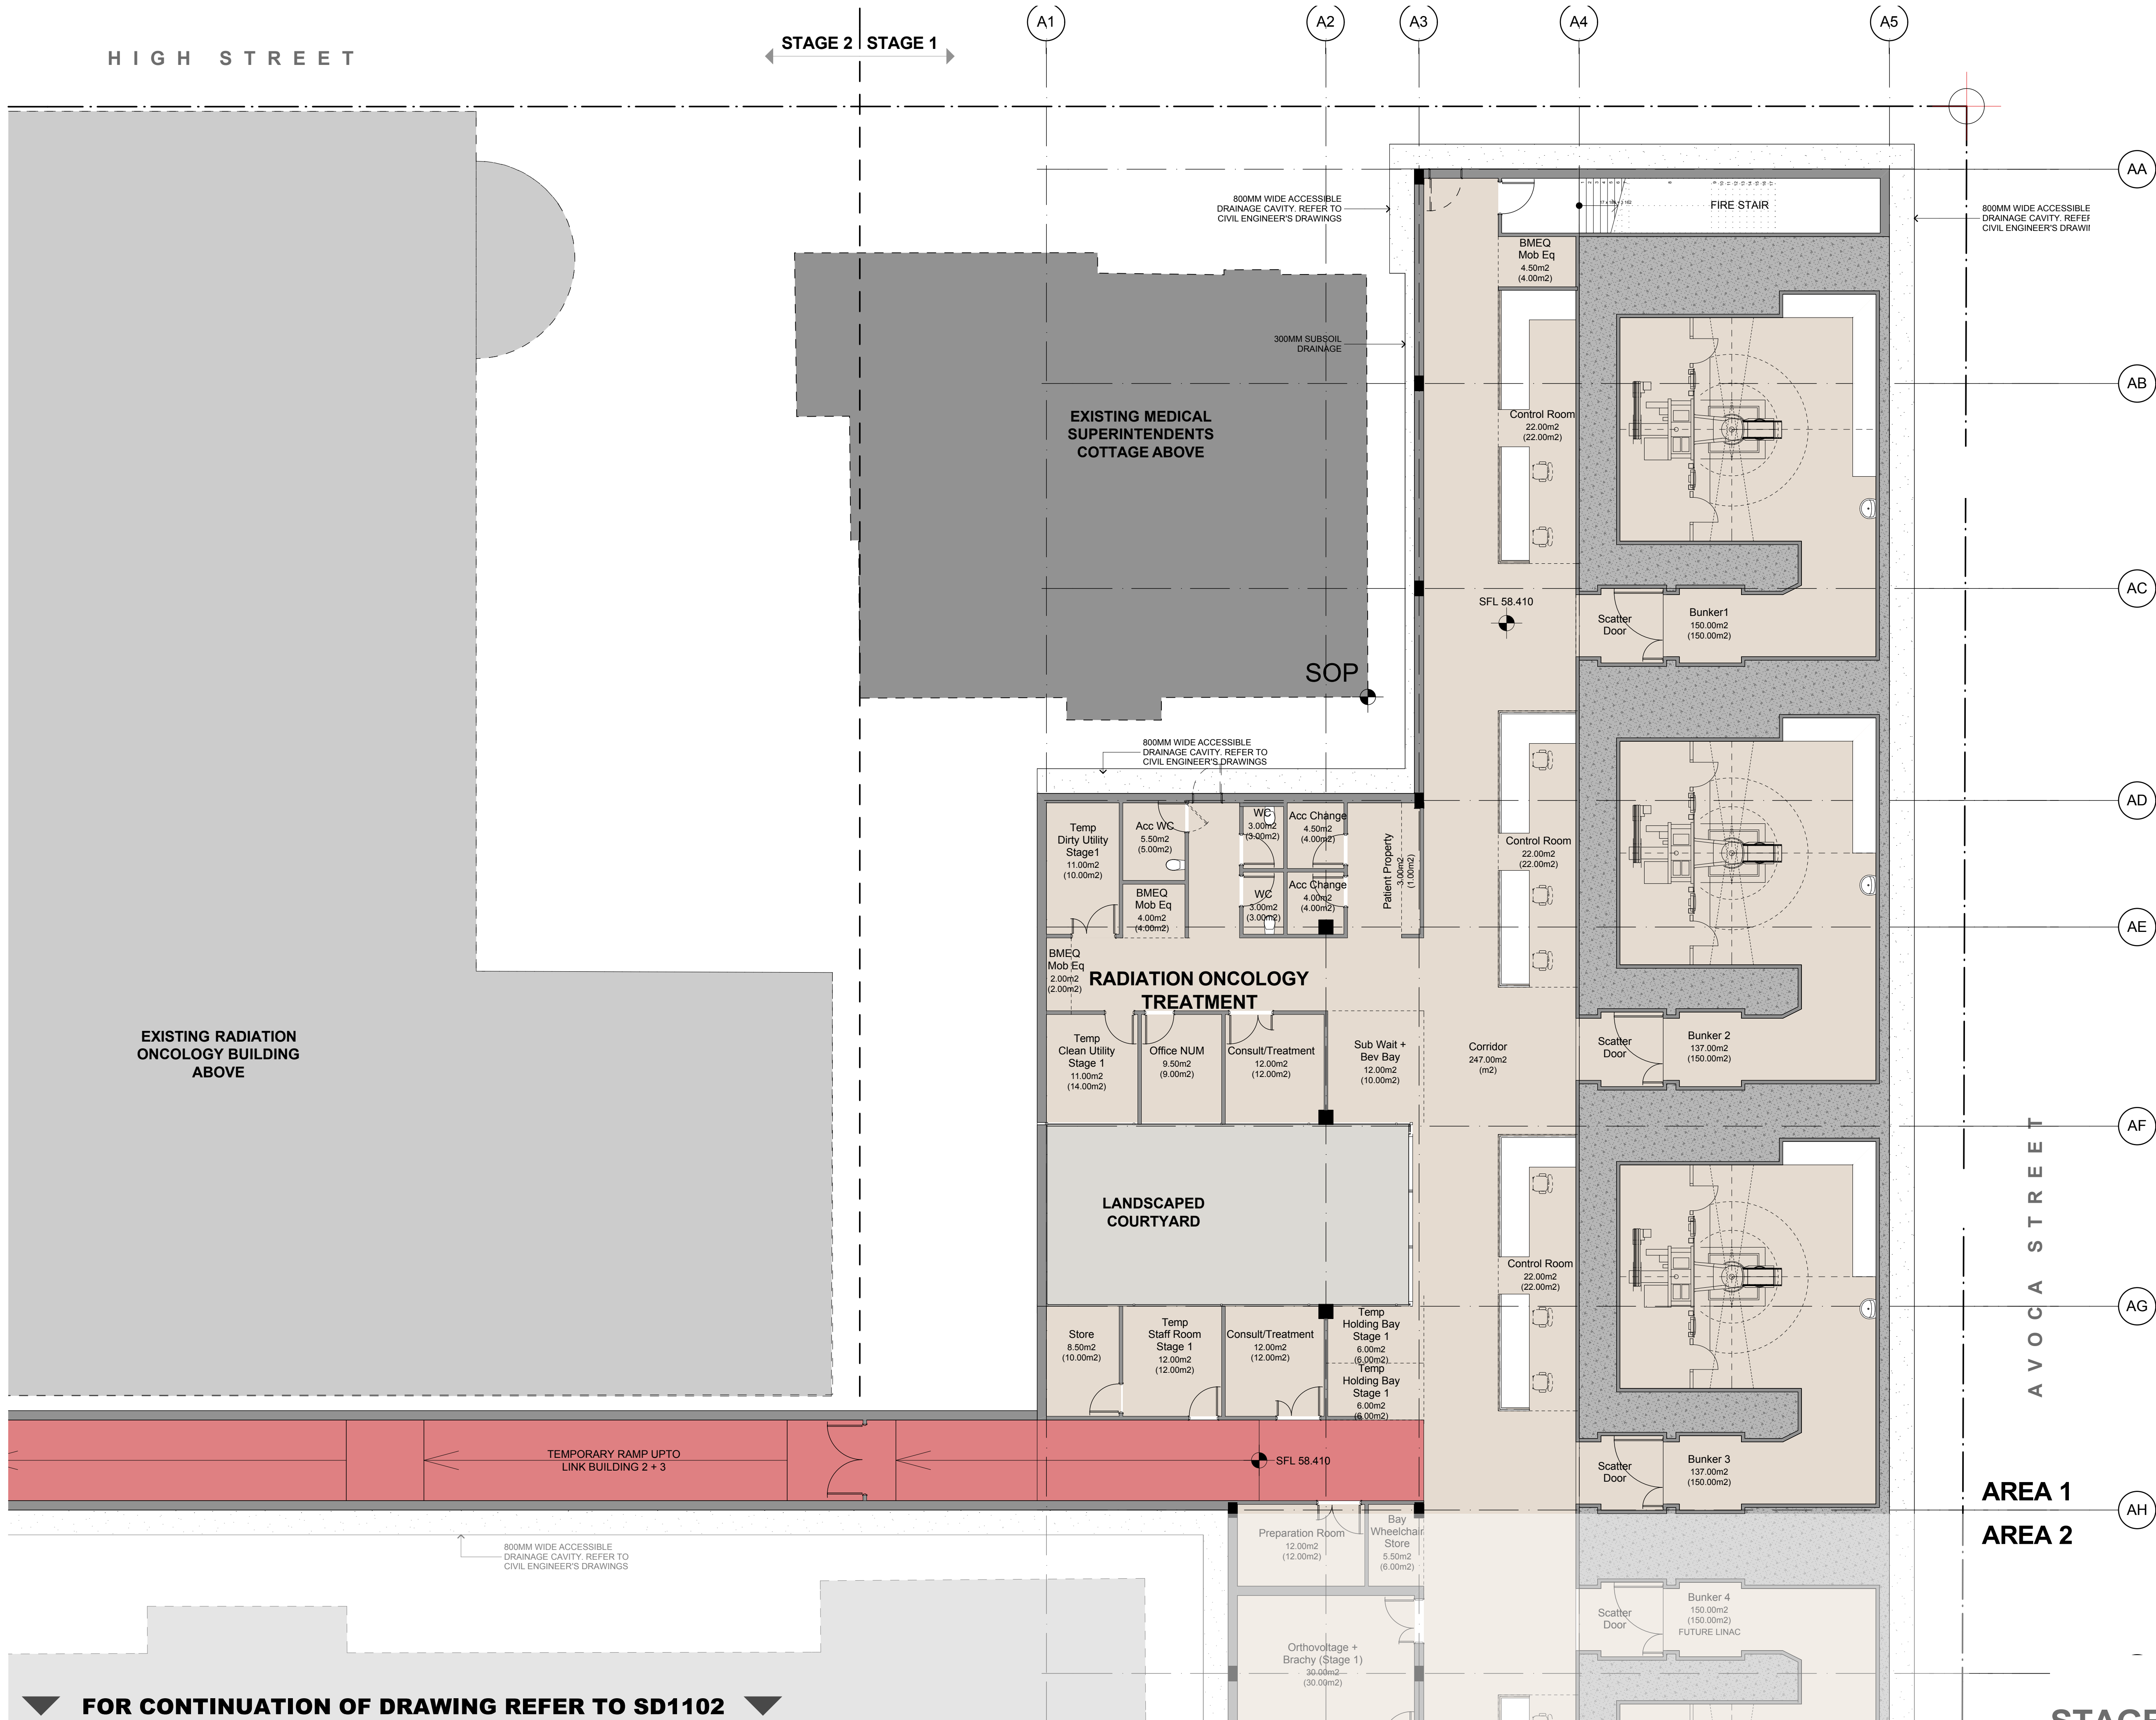 HIGH STREET
STAGE 2
STAGE 1
A1
A2
A3
A4
A5
AA
AB
AC
AD
AE
AF
AG
AH
800MM WIDE ACCESSIBLE
DRAINAGE CAVITY. REFER TO
CIVIL ENGINEER'S DRAWINGS
FIRE STAIR
800MM WIDE ACCESSIBLE
DRAINAGE CAVITY. REFER
CIVIL ENGINEER'S DRAWI
BMEQ
Mob Eq
4.50m2
(4.00m2)
300MM SUBSOIL
DRAINAGE
EXISTING MEDICAL
SUPERINTENDENTS
COTTAGE ABOVE
Control Room
22.00m2
(22.00m2)
SFL 58.410
Scatter
Door
Bunker1
150.00m2
(150.00m2)
SOP
800MM WIDE ACCESSIBLE
DRAINAGE CAVITY. REFER TO
CIVIL ENGINEER'S DRAWINGS
Temp
Dirty Utility
Stage1
11.00m2
(10.00m2)
Acc WC
5.50m2
(5.00m2)
WC
3.00m2
(3.00m2)
Acc Change
4.50m2
(4.00m2)
Patient Property
3.00m2
(1.00m2)
Control Room
22.00m2
(22.00m2)
BMEQ
Mob Eq
4.00m2
(4.00m2)
WC
3.00m2
(3.00m2)
Acc Change
4.00m2
(4.00m2)
BMEQ
Mob Eq
2.00m2
(2.00m2)
RADIATION ONCOLOGY
TREATMENT
EXISTING RADIATION
ONCOLOGY BUILDING
ABOVE
Temp
Clean Utility
Stage 1
11.00m2
(14.00m2)
Office NUM
9.50m2
(9.00m2)
Consult/Treatment
12.00m2
(12.00m2)
Sub Wait +
Bev Bay
12.00m2
(10.00m2)
Corridor
247.00m2
(m2)
Scatter
Door
Bunker 2
137.00m2
(150.00m2)
AVOCA STREET
LANDSCAPED
COURTYARD
Control Room
22.00m2
(22.00m2)
Store
8.50m2
(10.00m2)
Temp
Staff Room
Stage 1
12.00m2
(12.00m2)
Consult/Treatment
12.00m2
(12.00m2)
Temp
Holding Bay
Stage 1
6.00m2
(6.00m2)
Temp
Holding Bay
Stage 1
6.00m2
(6.00m2)
TEMPORARY RAMP UPTO
LINK BUILDING 2 + 3
SFL 58.410
Scatter
Door
Bunker 3
137.00m2
(150.00m2)
AREA 1
AREA 2
800MM WIDE ACCESSIBLE
DRAINAGE CAVITY. REFER TO
CIVIL ENGINEER'S DRAWINGS
Preparation Room
12.00m2
(12.00m2)
Bay
Wheelchair
Store
5.50m2
(6.00m2)
Scatter
Door
Bunker 4
150.00m2
(150.00m2)
FUTURE LINAC
Orthovoltage +
Brachy (Stage 1)
30.00m2
(30.00m2)
FOR CONTINUATION OF DRAWING REFER TO SD1102
STAGE